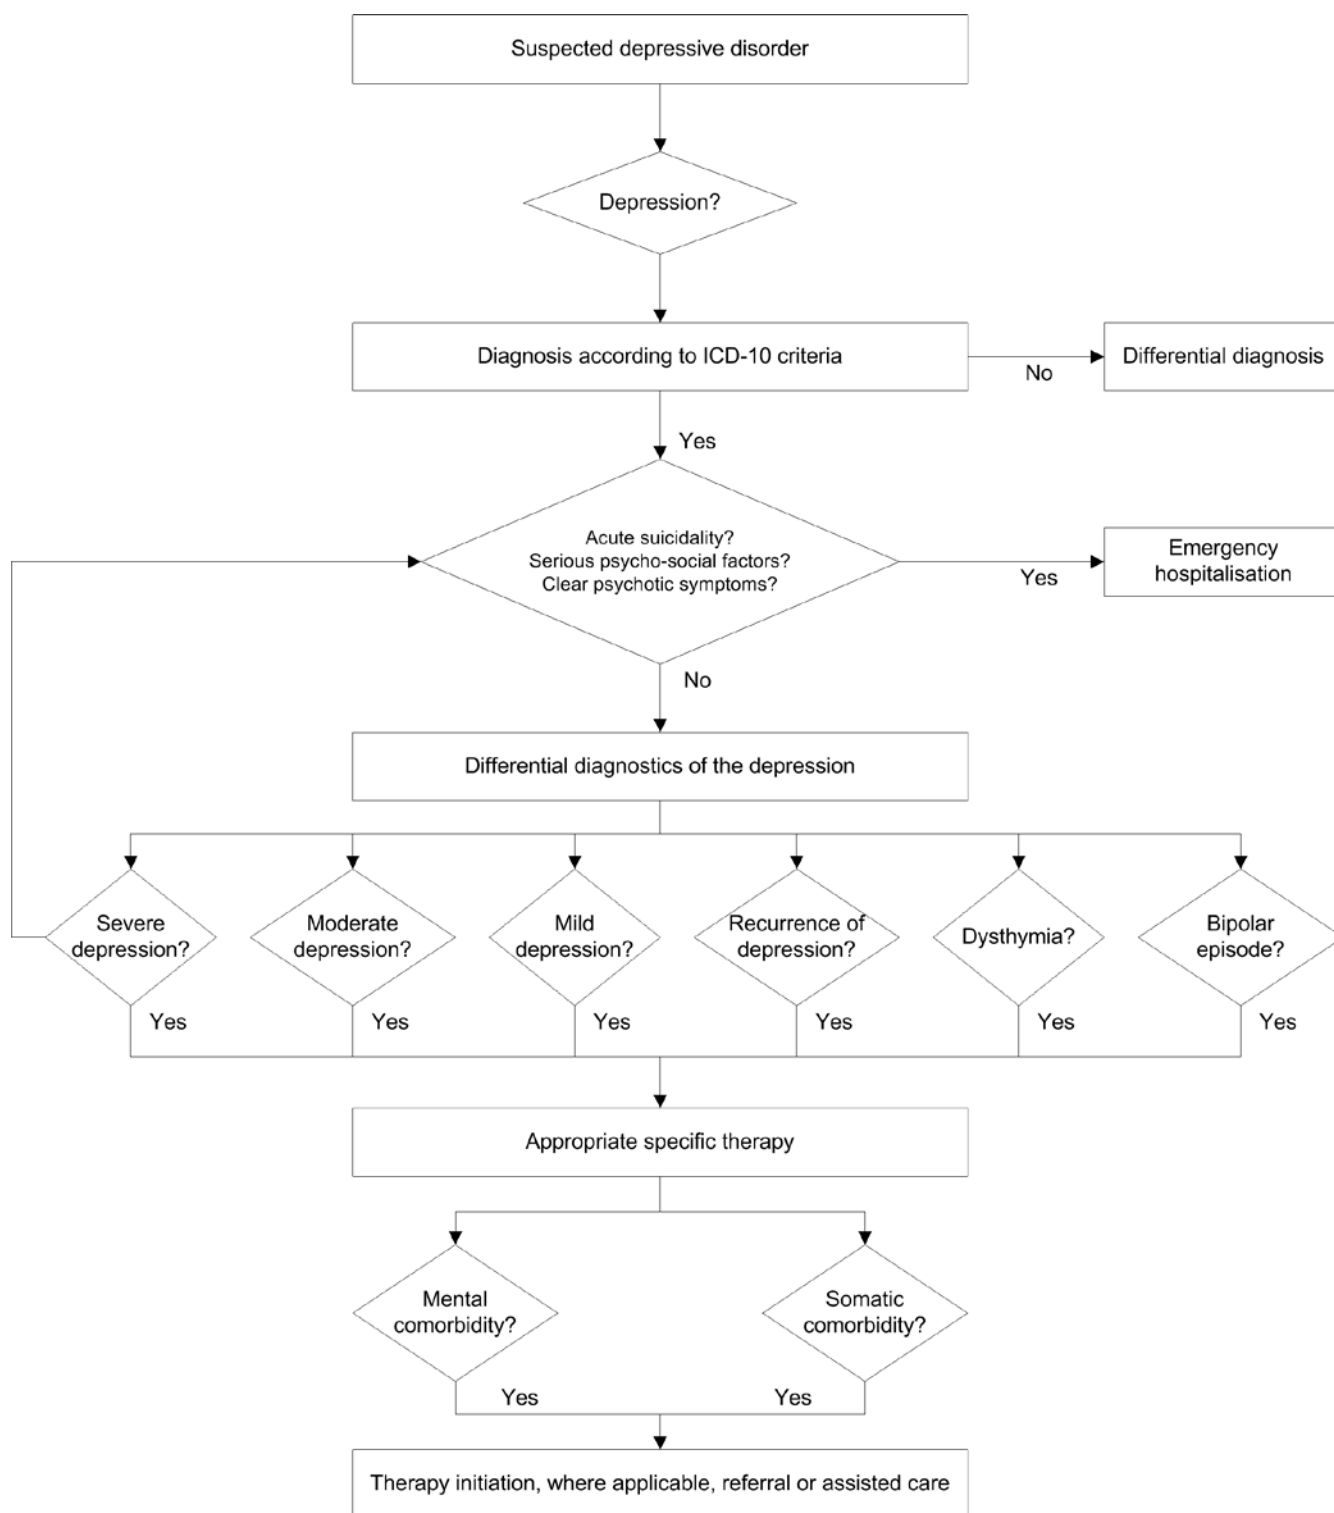 Suspected depressive disorder
Depression?
Diagnosis according to ICD-10 criteria
No
Differential diagnosis
Yes
Acute suicidality?
Serious psycho-social factors?
Clear psychotic symptoms?
Yes
Emergency
hospitalisation
No
Differential diagnostics of the depression
Severe
depression?
Moderate
depression?
Mild
depression?
Recurrence of
depression?
Dysthymia?
Bipolar
episode?
Yes
Yes
Yes
Yes
Yes
Yes
Appropriate specific therapy
Mental
comorbidity?
Somatic
comorbidity?
Yes
Yes
Therapy initiation, where applicable, referral or assisted care